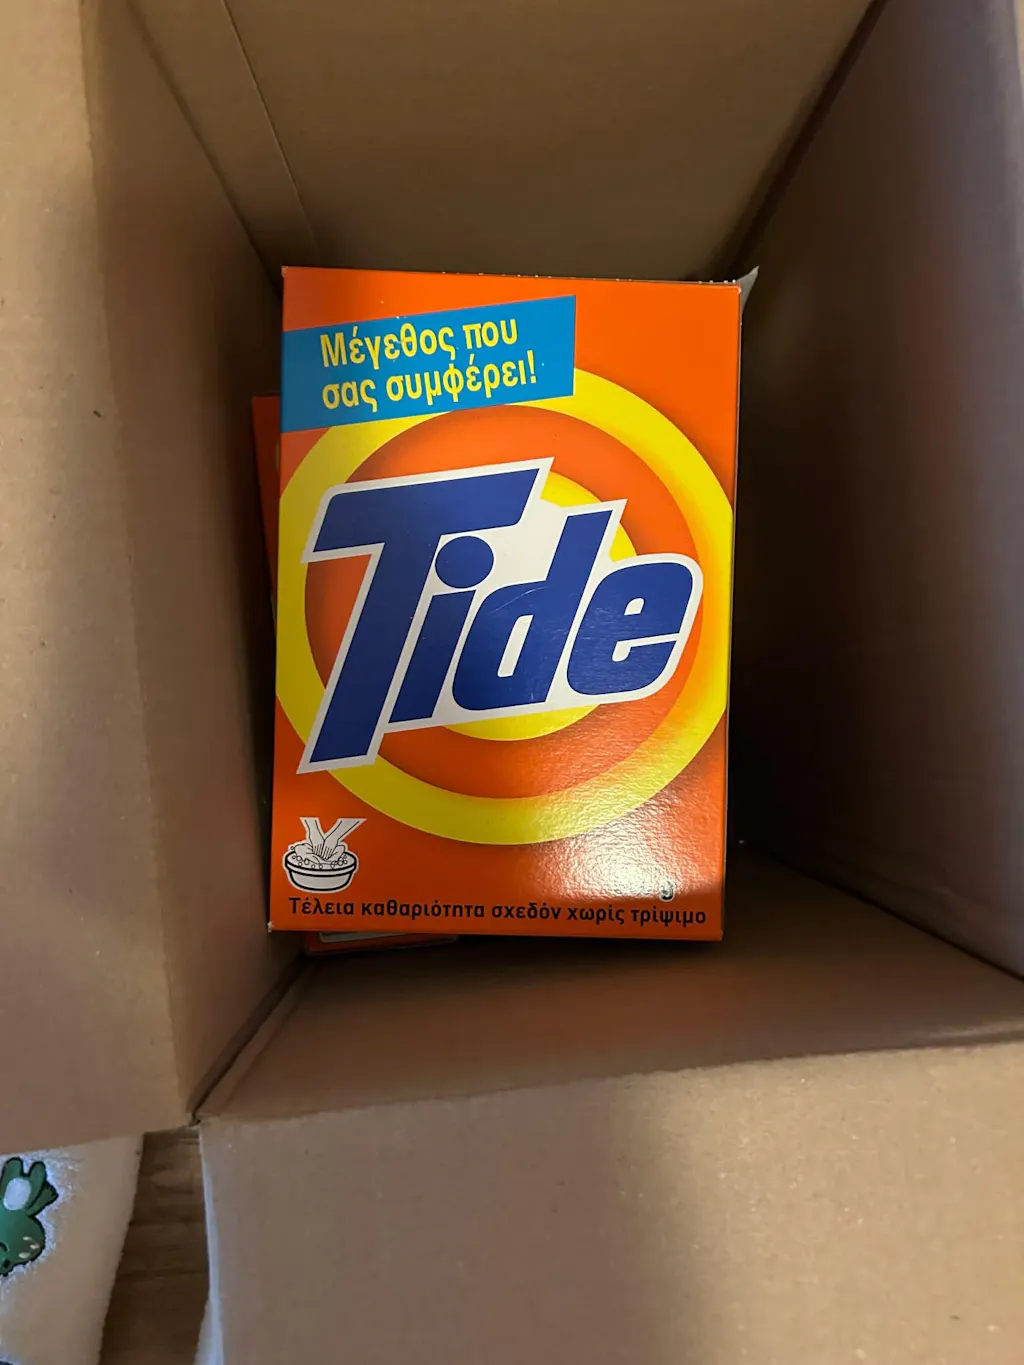 Μέγεθος που
σας συμφέρει!
Tide
g
Τέλεια καθαριότητα σχεδόν χωρίς τρίψιμο